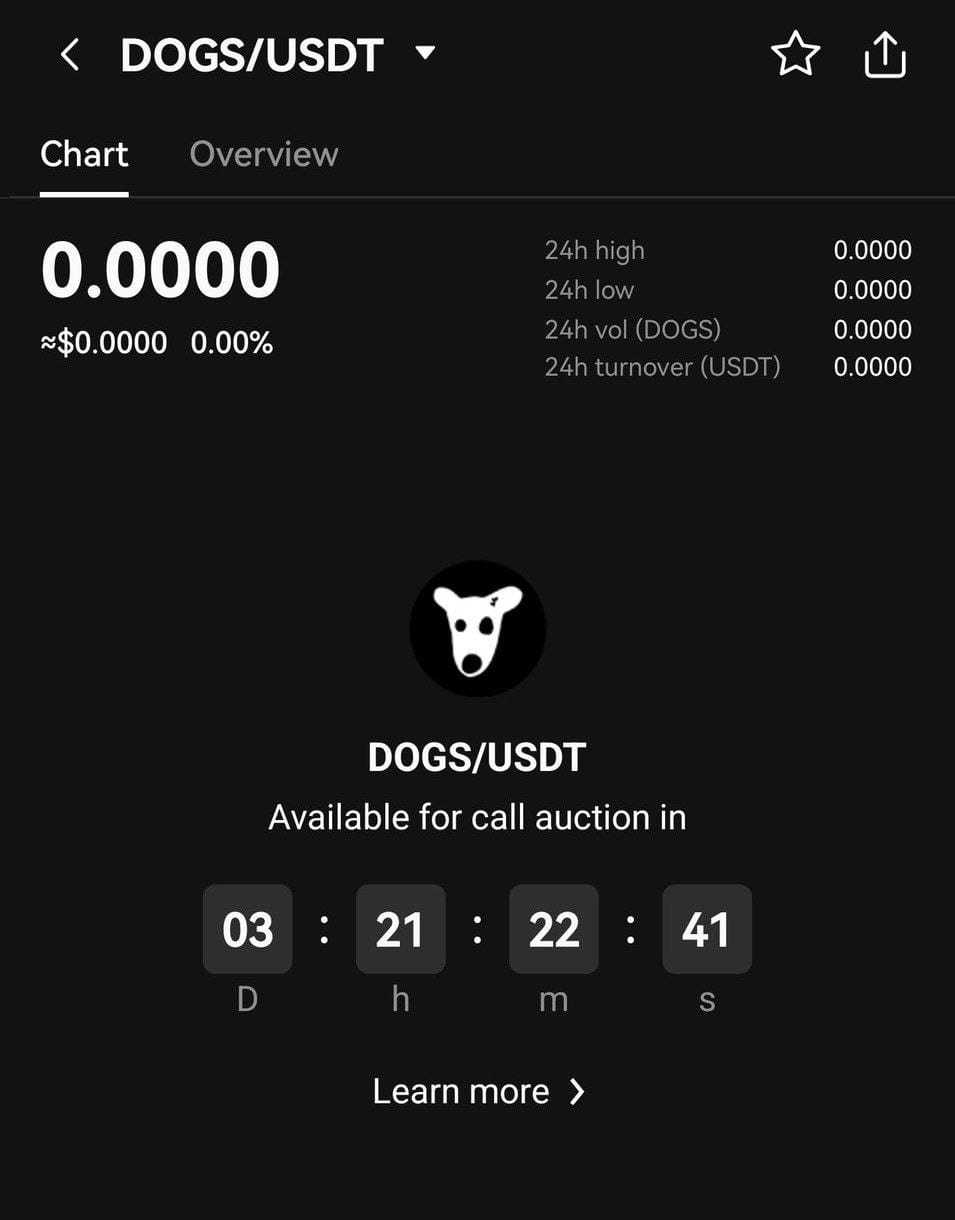 DOGS/USDT
Chart Overview
0.0000
≈$0.0000 0.00%
24h high 0.0000
24h low 0.0000
24h vol (DOGS) 0.0000
24h turnover (USDT) 0.0000
DOGS/USDT
Available for call auction in
03 : 21 : 22 : 41
D h m s
Learn more